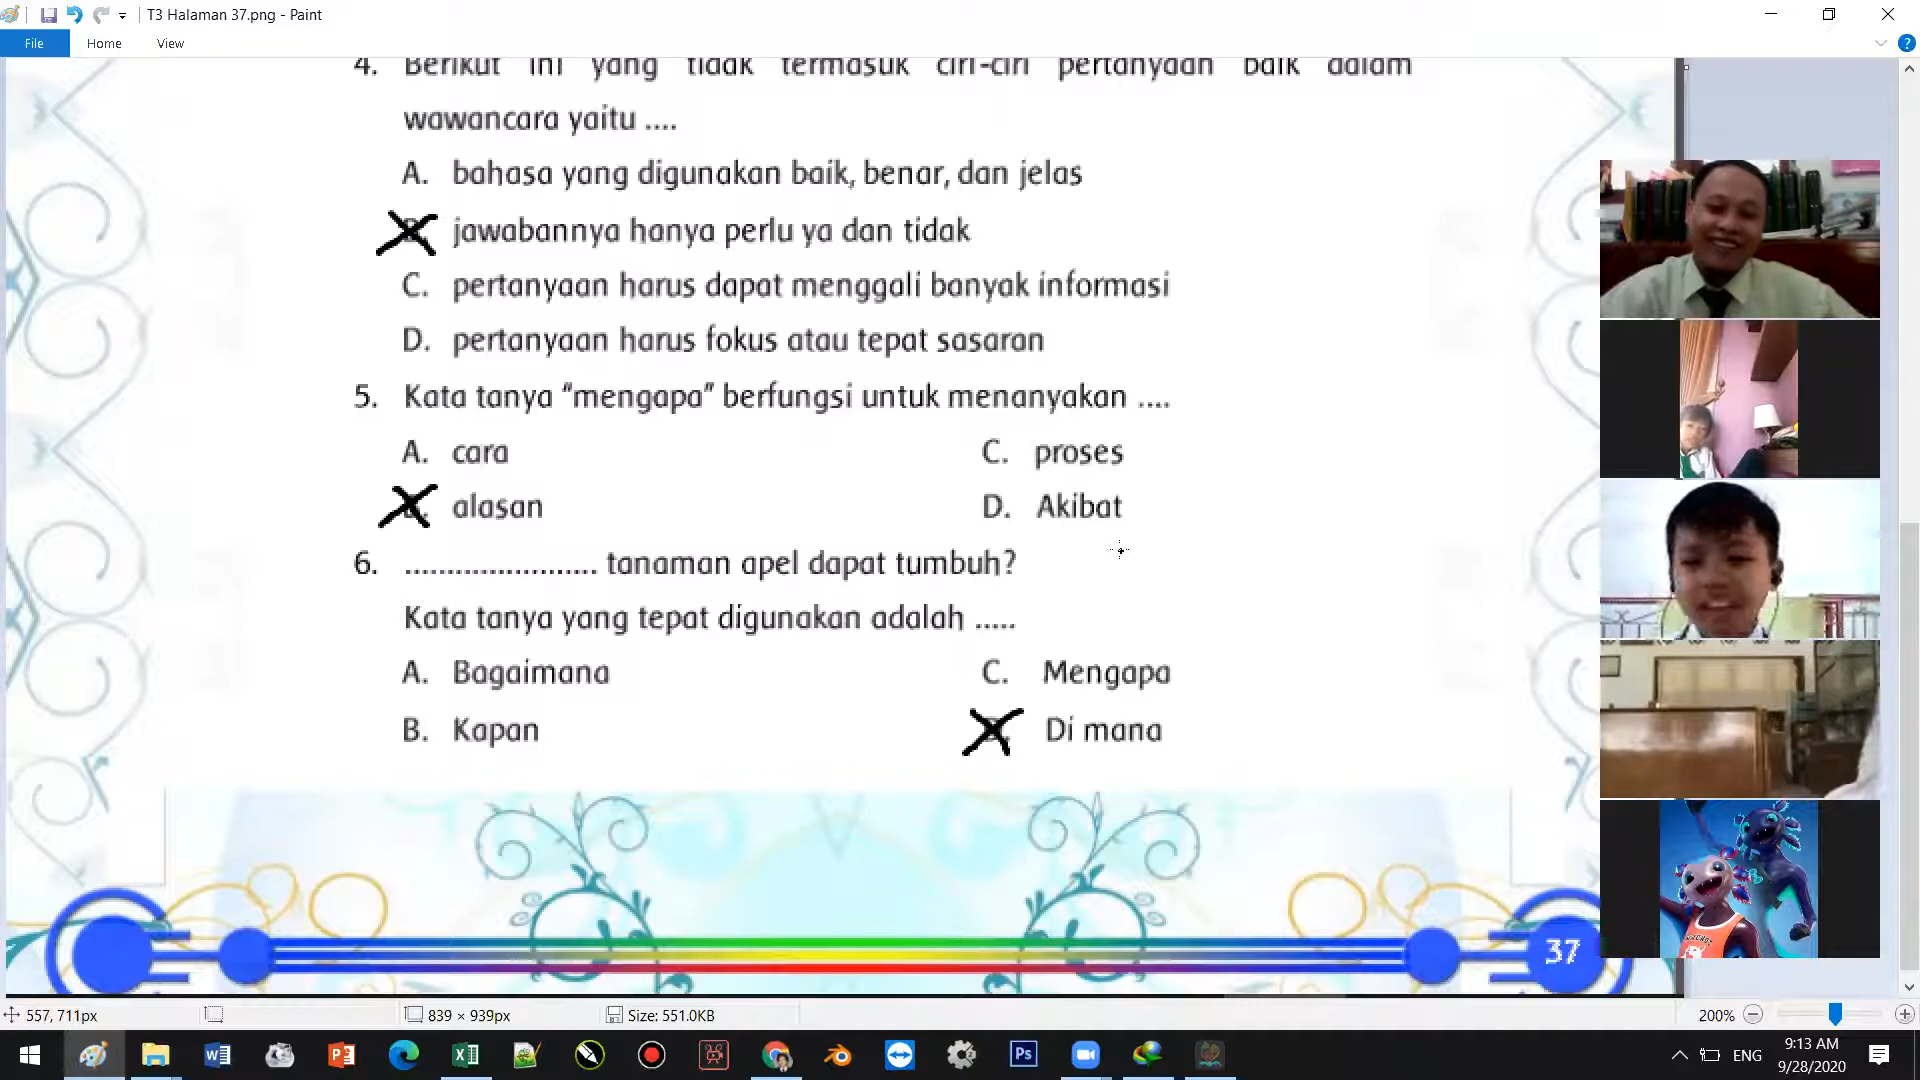 T3 Halaman 37.png - Paint
File Home View
4. Berikut ini yang tidak termasuk ciri-ciri pertanyaan baik dalam
wawancara yaitu ....
A. bahasa yang digunakan baik, benar, dan jelas
jawabannya hanya perlu ya dan tidak
C. pertanyaan harus dapat menggali banyak informasi
D. pertanyaan harus fokus atau tepat sasaran
5. Kata tanya “mengapa” berfungsi untuk menanyakan ....
A. cara C. proses
alasan D. Akibat
6. ....................... tanaman apel dapat tumbuh?
Kata tanya yang tepat digunakan adalah .....
A. Bagaimana C. Mengapa
B. Kapan Di mana
37
557, 711px 839 × 939px Size: 551.0KB 200%
ENG 9:13 AM
9/28/2020